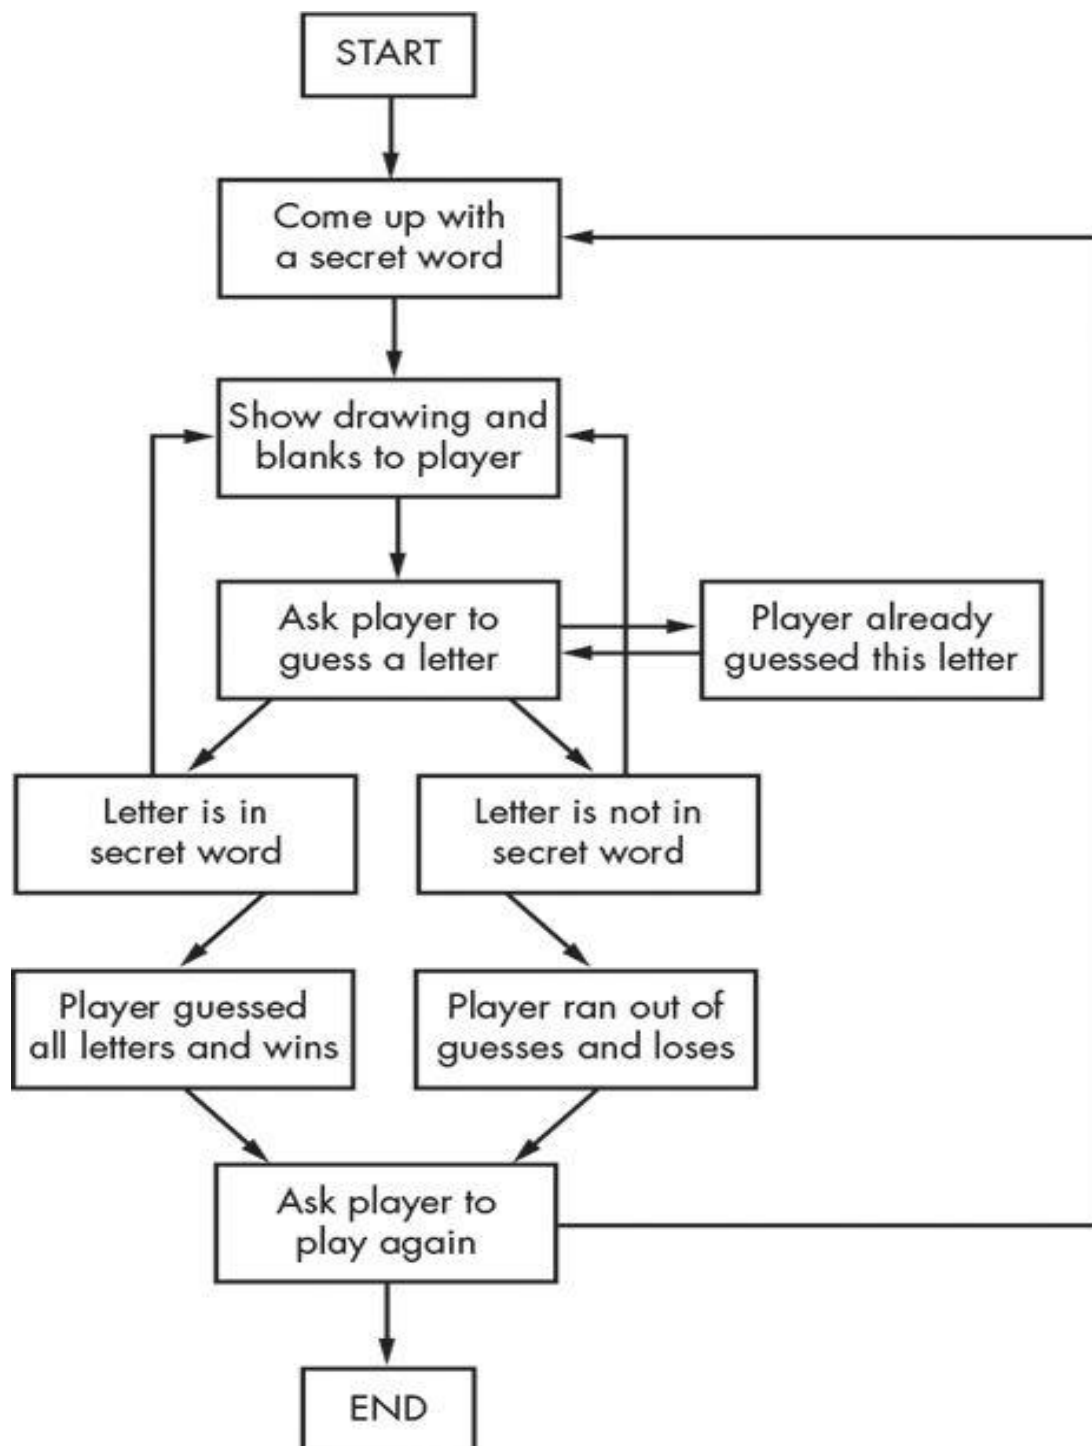 START
Come up with
a secret word
Show drawing and
blanks to player
Ask player to
guess a letter
Player already
guessed this letter
Letter is in
secret word
Letter is not in
secret word
Player guessed
all letters and wins
Player ran out of
guesses and loses
Ask player to
play again
END